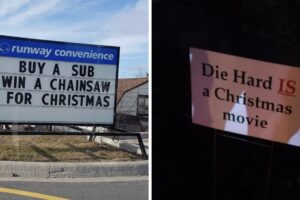 runway convenience
BUY A SUB
WIN A CHAINSAW
FOR CHRISTMAS
Die Hard IS
a Christmas
movie